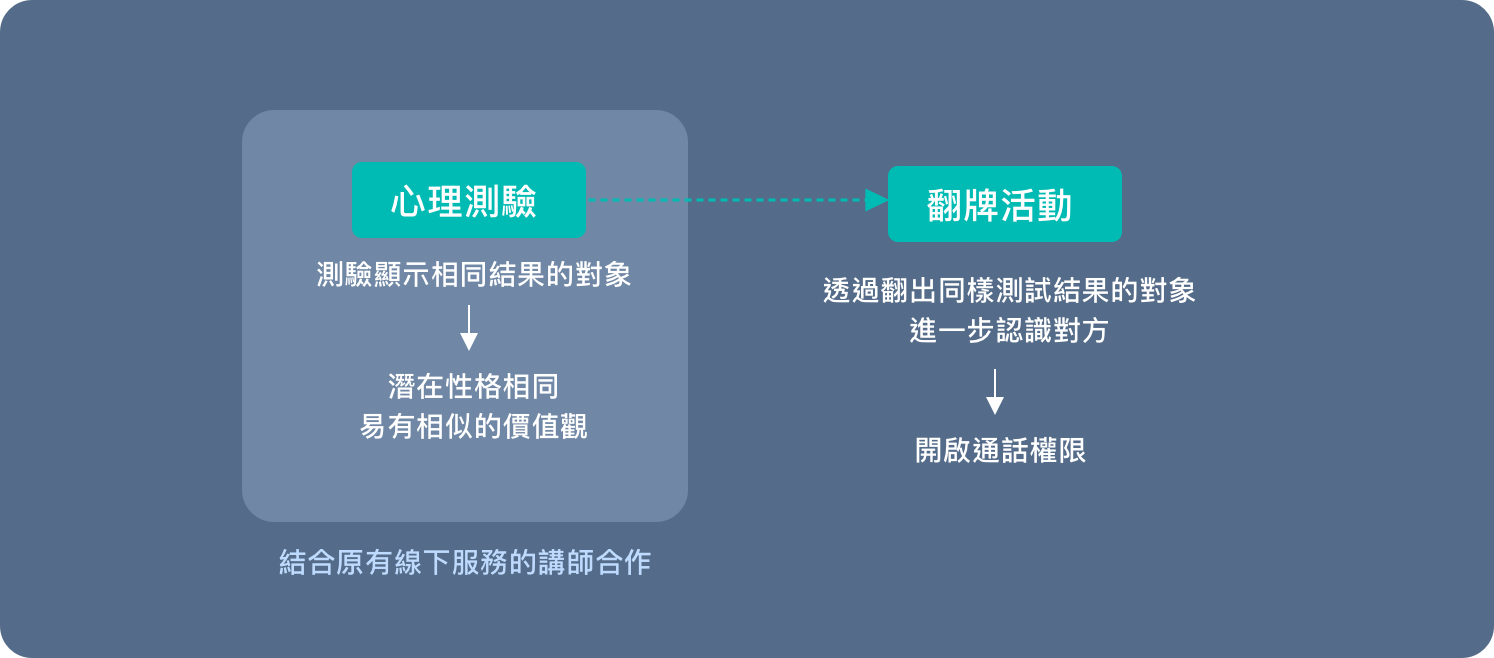 心理測驗
測驗顯示相同結果的對象
潛在性格相同
易有相似的價值觀
結合原有線下服務的講師合作
翻牌活動
透過翻出同樣測試結果的對象
進一步認識對方
開啟通話權限